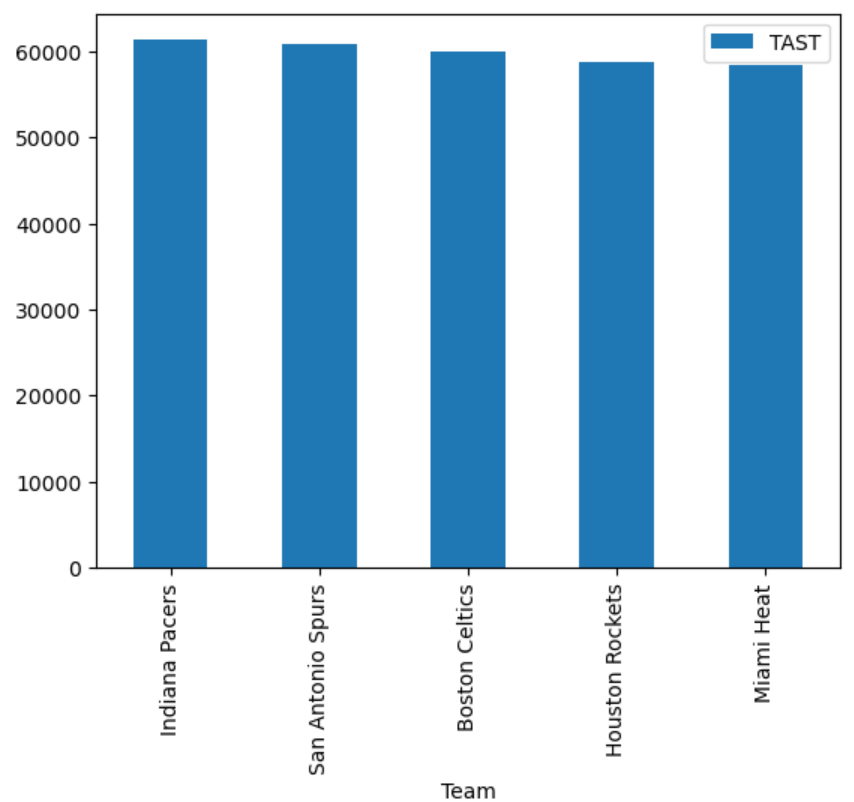 TAST
60000
50000
40000
30000
20000
10000
0
Indiana Pacers
San Antonio Spurs
Boston Celtics
Houston Rockets
Miami Heat
Team